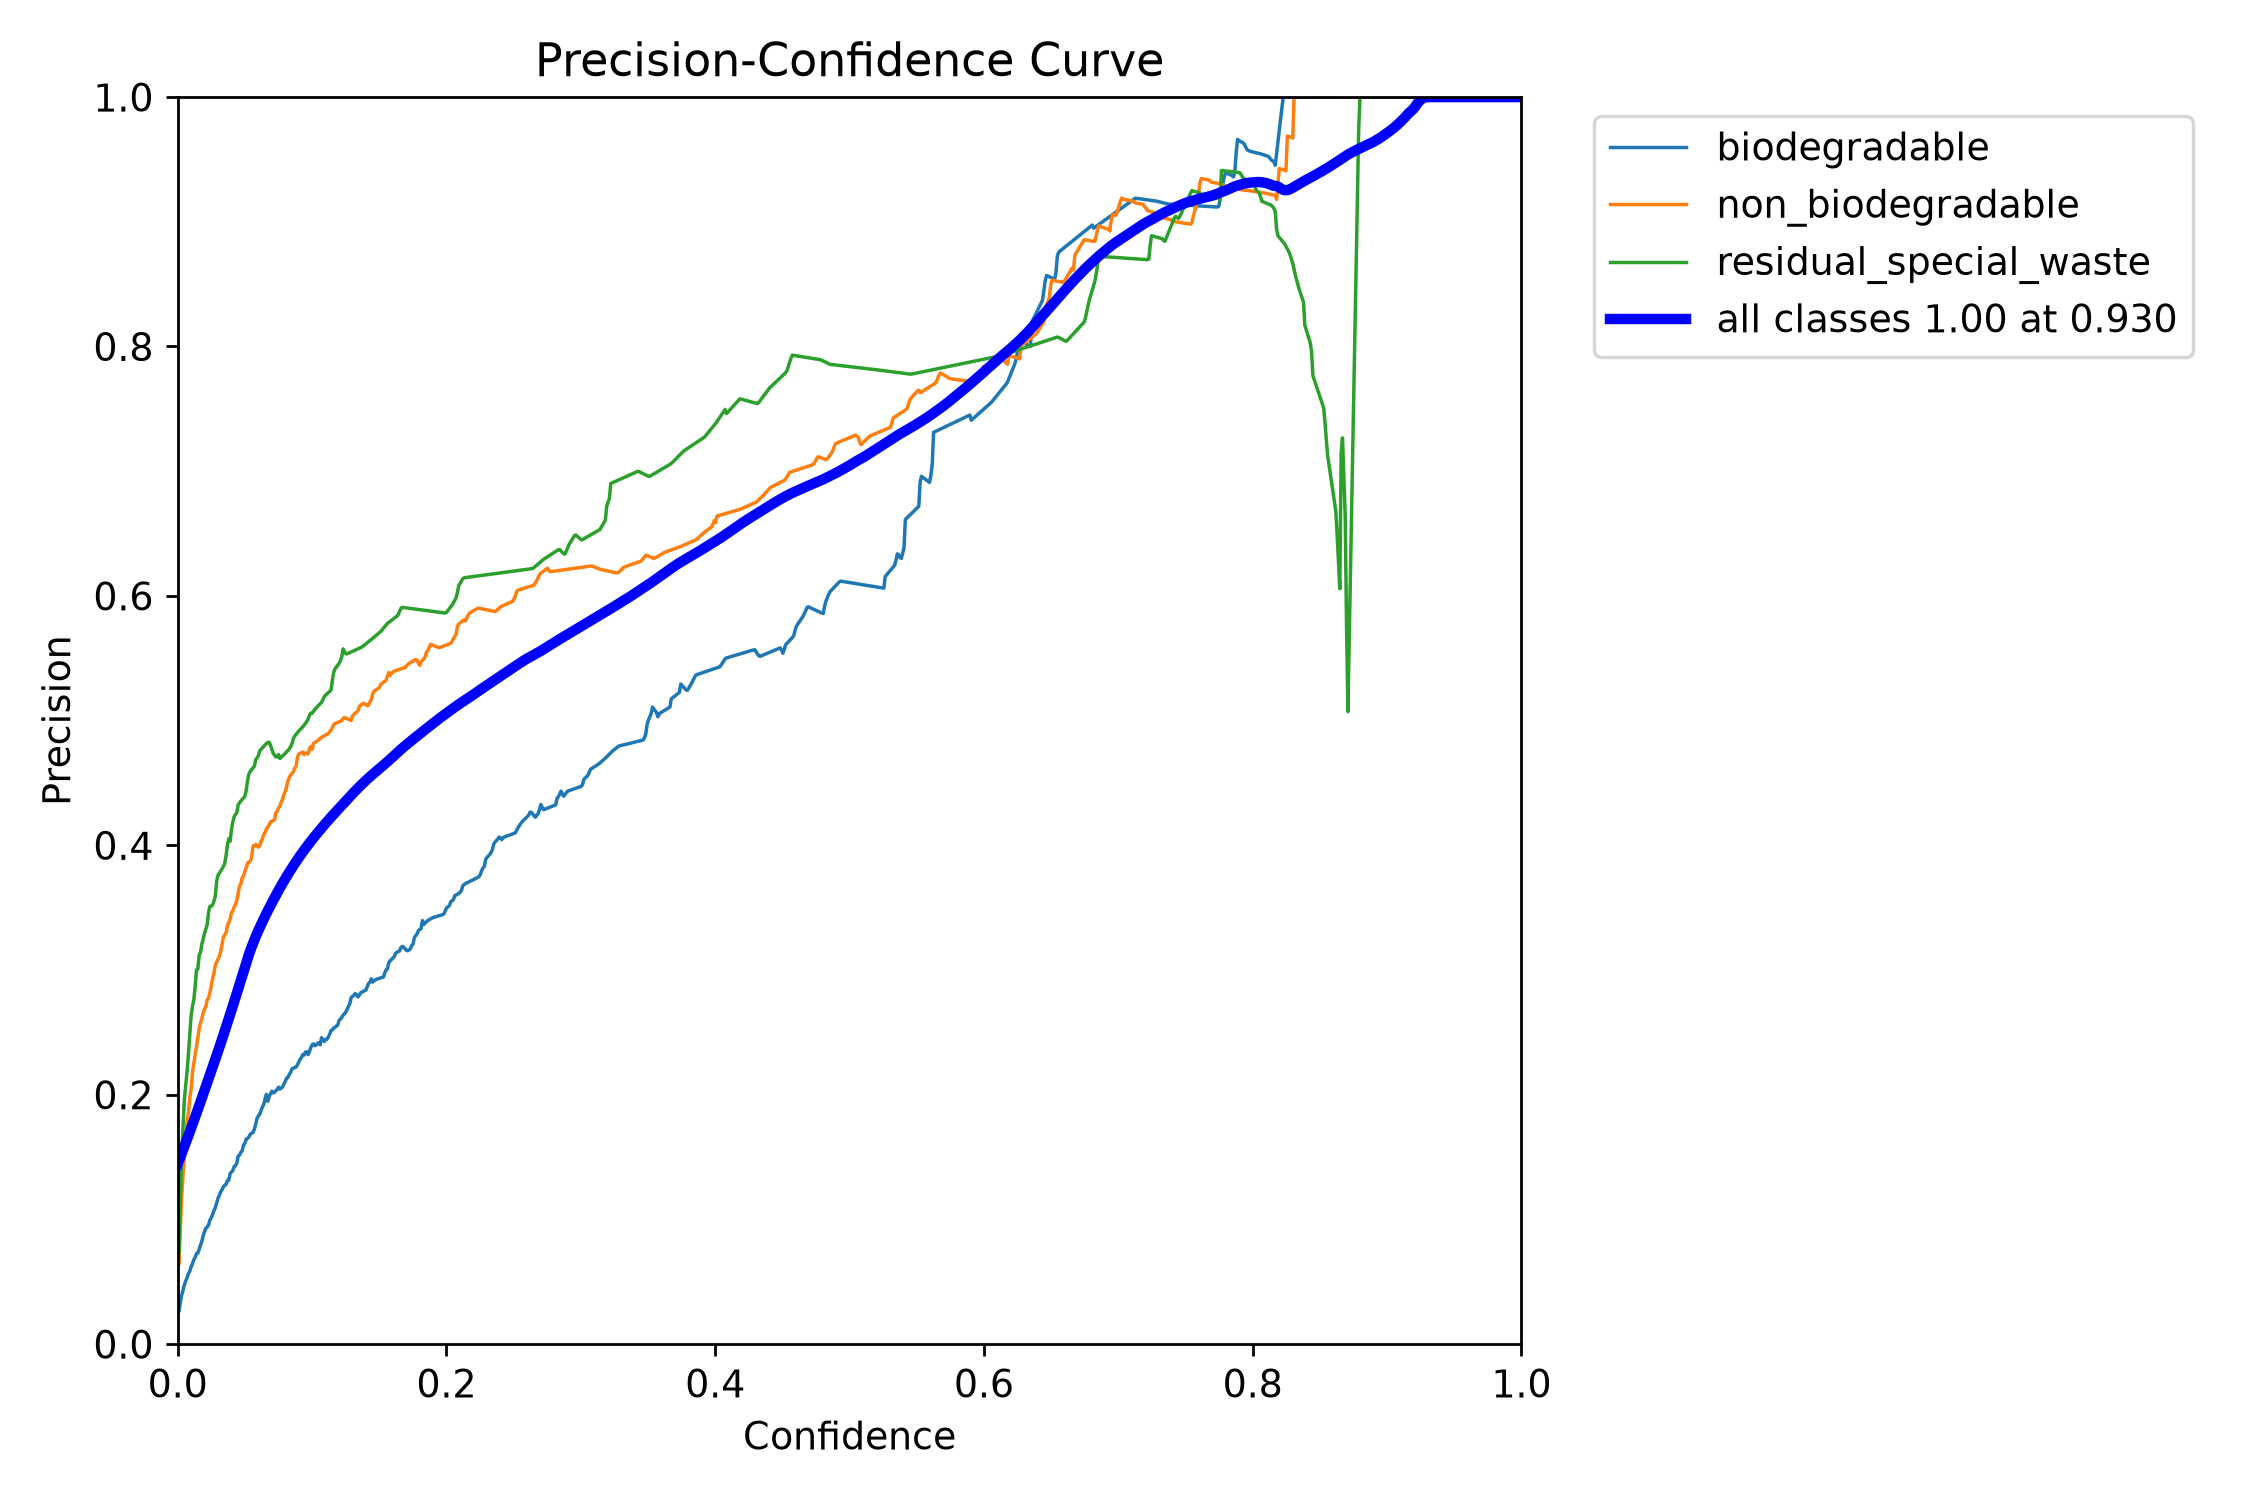 Precision-Confidence Curve
1.0
0.8
0.6
0.4
0.2
0.0
Precision
0.0 0.2 0.4 0.6 0.8 1.0
Confidence
biodegradable
non_biodegradable
residual_special_waste
all classes 1.00 at 0.930